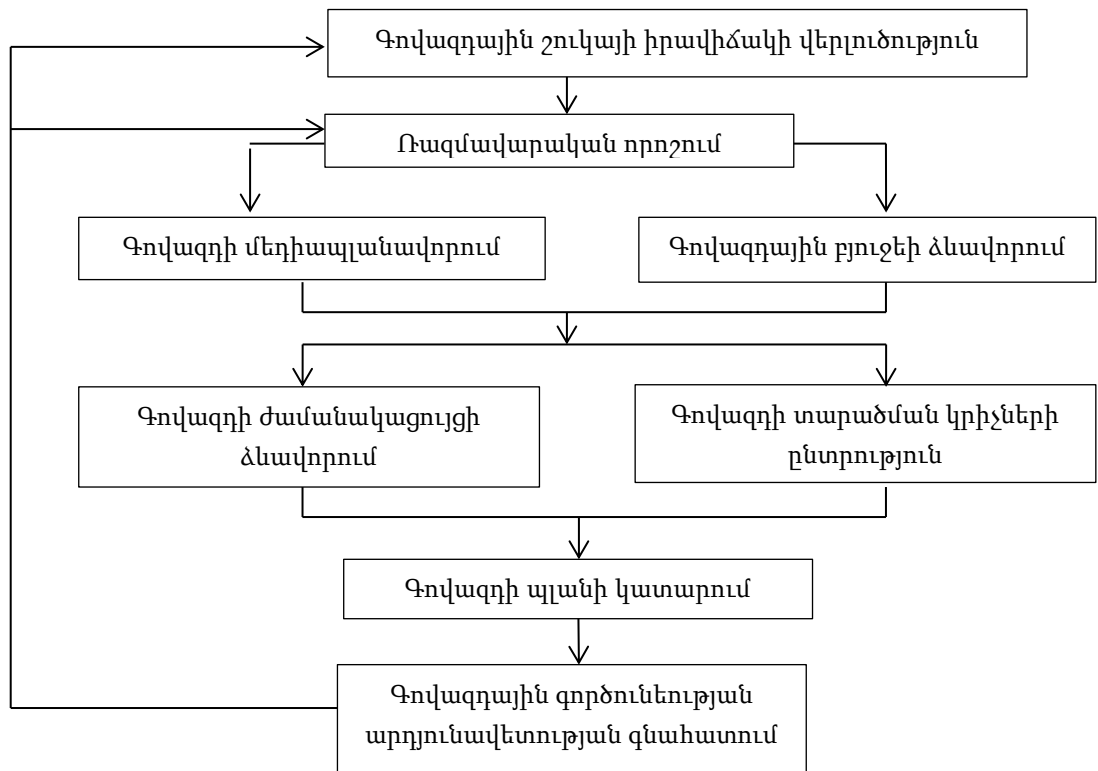 Գովազդային շուկայի իրավիճակի վերլուծություն
Ռազմավարական որոշում
Գովազդի մեդիապլանավորում
Գովազդային բյուջեի ձևավորում
Գովազդի ժամանակացույցի
ձևավորում
Գովազդի տարածման կրիչների
ընտրություն
Գովազդի պլանի կատարում
Գովազդային գործունեության
արդյունավետության գնահատում